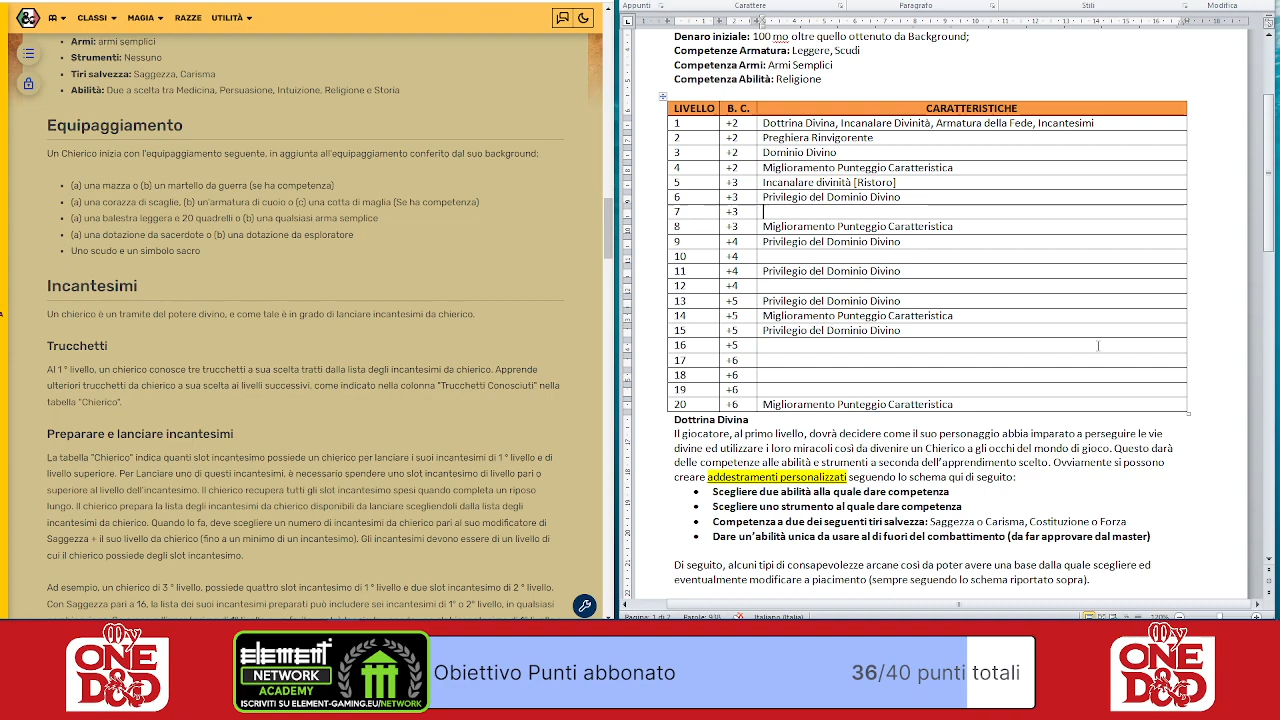 CLASSI MAGIA RAZZE UTILITÀ
Armi: armi semplici
Strumenti: Nessuno
Tiri salvezza: Saggezza, Carisma
Abilità: Due a scelta tra Medicina, Persuasione, Intuizione, Religione e Storia
Equipaggiamento
Un Chierico inizia con l'equipaggiamento seguente, in aggiunta all'equipaggiamento conferito dal suo background:
(a) una mazza o (b) un martello da guerra (se ha competenza)
(a) una corazza di scaglie, (b) un'armatura di cuoio o (c) una cotta di maglia (Se ha competenza)
(a) una balestra leggera e 20 quadrelli o (b) una qualsiasi arma semplice
(a) una dotazione da sacerdote o (b) una dotazione da esploratore
Uno scudo e un simbolo sacro
Incantesimi
Un chierico è un tramite del potere divino, e come tale è in grado di lanciare incantesimi da chierico.
Trucchetti
Al 1° livello, un chierico conosce tre trucchetti a sua scelta tratti dalla lista degli incantesimi da chierico. Apprende
ulteriori trucchetti da chierico a sua scelta ai livelli successivi, come indicato nella colonna "Trucchetti Conosciuti" nella
tabella "Chierico".
Preparare e lanciare incantesimi
La tabella "Chierico" indica quanti slot incantesimo possiede un chierico per lanciare i suoi incantesimi di 1° livello e di
livello superiore. Per Lanciare uno di questi incantesimi, è necessario spendere uno slot incantesimo di livello pari o
superiore al livello dell'incantesimo. Il chierico recupera tutti gli slot incantesimo spesi quando completa un riposo
lungo. Il chierico prepara la lista degli incantesimi da chierico disponibili da lanciare scegliendoli dalla lista degli
incantesimi da chierico. Quando lo fa, deve scegliere un numero di incantesimi da chierico pari al suo modificatore di
Saggezza + il suo livello da chierico (fino a un minimo di un incantesimo). Gli incantesimi devono essere di un livello di
cui il chierico possiede degli slot incantesimo.
Ad esempio, un chierico di 3° livello, possiede quattro slot incantesimo di 1° livello e due slot incantesimo di 2° livello.
Con Saggezza pari a 16, la lista dei suoi incantesimi preparati può includere sei incantesimi di 1° o 2° livello, in qualsiasi
Appunti Carattere Paragrafo Stili Modifica
Denaro iniziale: 100 mo oltre quello ottenuto da Background;
Competenze Armatura: Leggere, Scudi
Competenza Armi: Armi Semplici
Competenza Abilità: Religione
LIVELLO B. C. CARATTERISTICHE
1 +2 Dottrina Divina, Incanalare Divinità, Armatura della Fede, Incantesimi
2 +2 Preghiera Rinvigorente
3 +2 Dominio Divino
4 +2 Miglioramento Punteggio Caratteristica
5 +3 Incanalare divinità [Ristoro]
6 +3 Privilegio del Dominio Divino
7 +3
8 +3 Miglioramento Punteggio Caratteristica
9 +4 Privilegio del Dominio Divino
10 +4
11 +4 Privilegio del Dominio Divino
12 +4
13 +5 Privilegio del Dominio Divino
14 +5 Miglioramento Punteggio Caratteristica
15 +5 Privilegio del Dominio Divino
16 +5
17 +6
18 +6
19 +6
20 +6 Miglioramento Punteggio Caratteristica
Dottrina Divina
Il giocatore, al primo livello, dovrà decidere come il suo personaggio abbia imparato a perseguire le vie
divine ed utilizzare i loro miracoli così da divenire un Chierico a gli occhi del mondo di gioco. Questo darà
delle competenze alle abilità e strumenti a seconda dell'apprendimento scelto. Ovviamente si possono
creare addestramenti personalizzati seguendo lo schema qui di seguito:
Scegliere due abilità alla quale dare competenza
Scegliere uno strumento al quale dare competenza
Competenza a due dei seguenti tiri salvezza: Saggezza o Carisma, Costituzione o Forza
Dare un'abilità unica da usare al di fuori del combattimento (da far approvare dal master)
Di seguito, alcuni tipi di consapevolezze arcane così da poter avere una base dalla quale scegliere ed
eventualmente modificare a piacimento (sempre seguendo lo schema riportato sopra).
Pagina: 1 di 2 Parole: 938 Italiano (Italia) 120%
My
ONE
D&D
element
NETWORK
ACADEMY
ISCRIVITI SU ELEMENT-GAMING.EU/NETWORK
Obiettivo Punti abbonato 36/40 punti totali
My
ONE
D&D